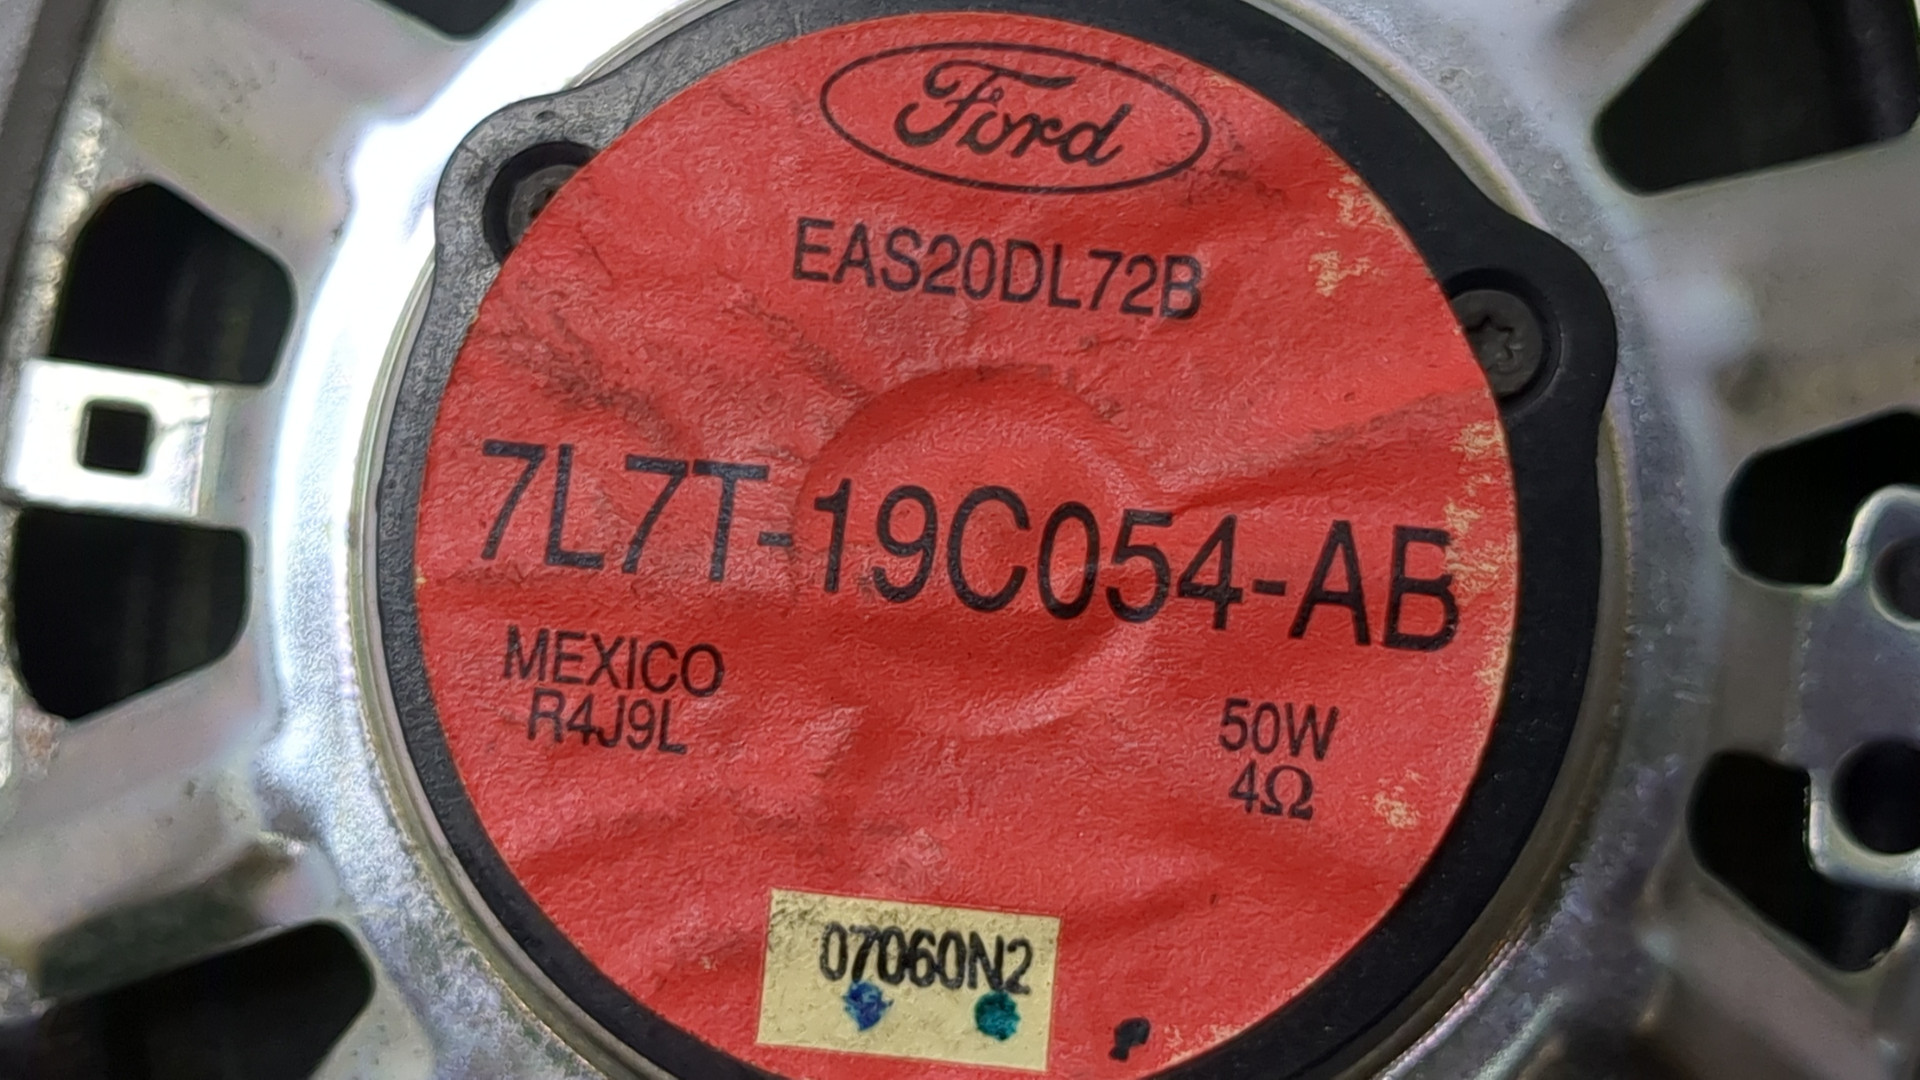 Ford
EAS20DL72B
7L7T-19C054-AB
MEXICO
R4J9L
50W
4Ω
07060N2